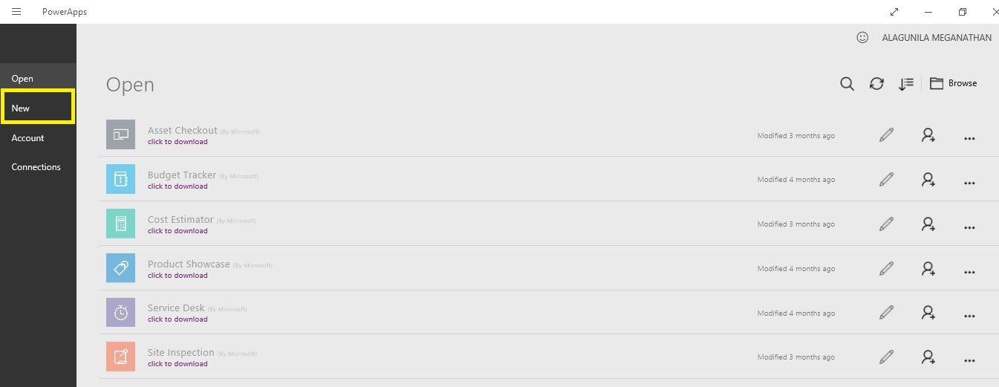 PowerApps
ALAGUNILA MEGANATHAN
Open
New
Account
Connections
Open
Browse
Asset Checkout (By Microsoft)
click to download
Modified 3 months ago
Budget Tracker (By Microsoft)
click to download
Modified 4 months ago
Cost Estimator (By Microsoft)
click to download
Modified 3 months ago
Product Showcase (By Microsoft)
click to download
Modified 4 months ago
Service Desk (By Microsoft)
click to download
Modified 4 months ago
Site Inspection (By Microsoft)
click to download
Modified 3 months ago